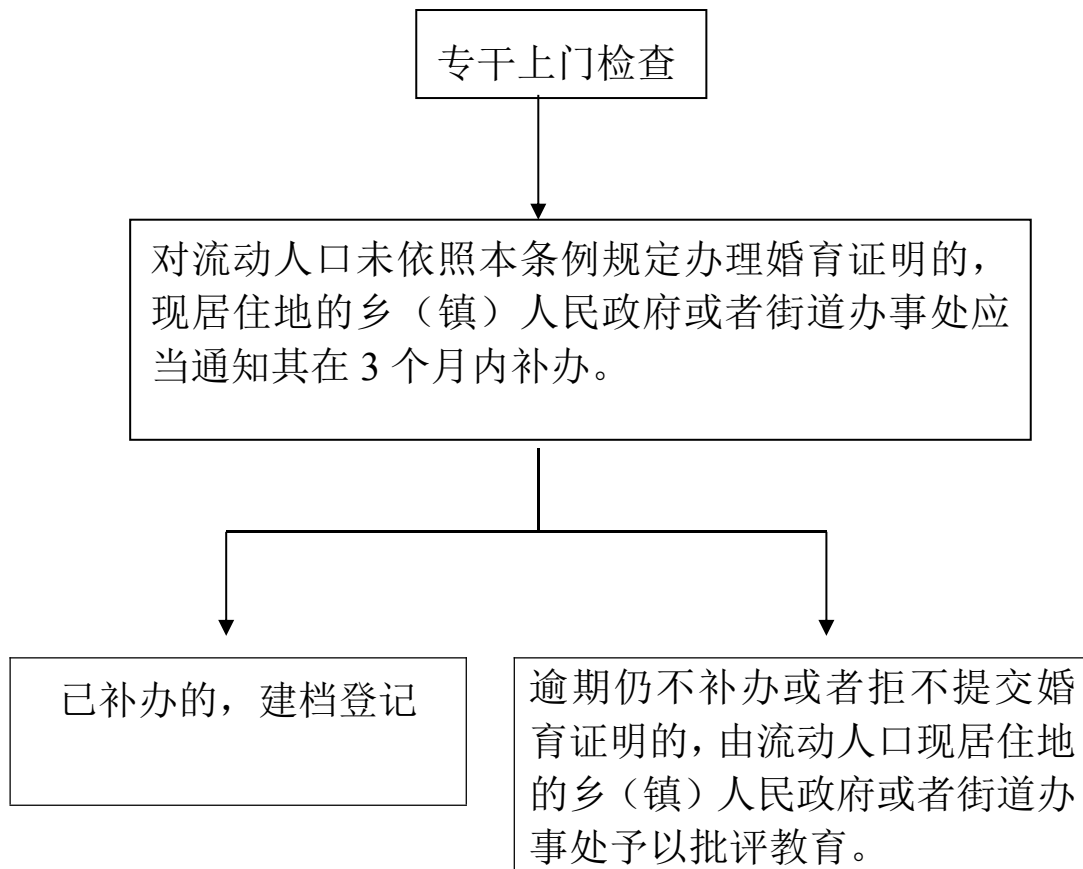 专干上门检查
对流动人口未依照本条例规定办理婚育证明的，
现居住地的乡（镇）人民政府或者街道办事处应
当通知其在 3 个月内补办。
已补办的，建档登记
逾期仍不补办或者拒不提交婚
育证明的，由流动人口现居住地
的乡（镇）人民政府或者街道办
事处予以批评教育。